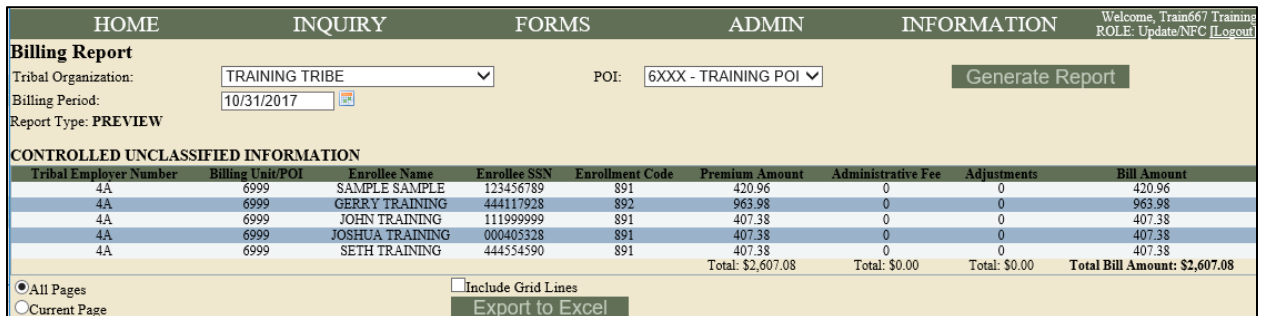 HOME INQUIRY FORMS ADMIN INFORMATION Welcome, Train667 Training
ROLE: Update/NFC [Logout]
Billing Report
Tribal Organization: TRAINING TRIBE POI: 6XXX - TRAINING POI Generate Report
Billing Period: 10/31/2017
Report Type: PREVIEW
CONTROLLED UNCLASSIFIED INFORMATION
Tribal Employer Number Billing Unit/POI Enrollee Name Enrollee SSN Enrollment Code Premium Amount Administrative Fee Adjustments Bill Amount
4A 6999 SAMPLE SAMPLE 123456789 891 420.96 0 0 420.96
4A 6999 GERRY TRAINING 444117928 892 963.98 0 0 963.98
4A 6999 JOHN TRAINING 111999999 891 407.38 0 0 407.38
4A 6999 JOSHUA TRAINING 000405328 891 407.38 0 0 407.38
4A 6999 SETH TRAINING 444554590 891 407.38 0 0 407.38
Total: $2,607.08 Total: $0.00 Total: $0.00 Total Bill Amount: $2,607.08
All Pages Include Grid Lines
Current Page Export to Excel